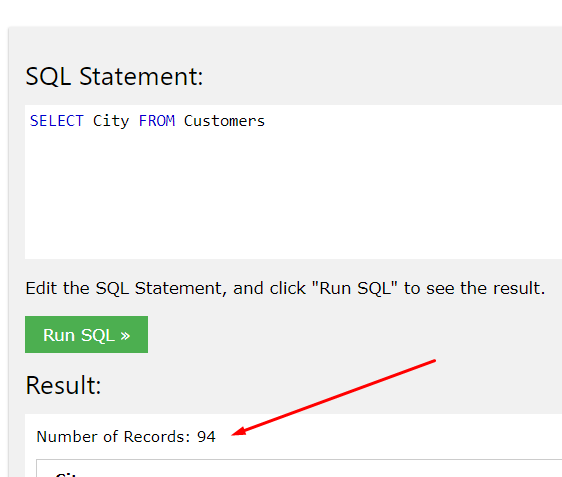 SQL Statement:
SELECT City FROM Customers
Edit the SQL Statement, and click "Run SQL" to see the result.
Run SQL »
Result:
Number of Records: 94
City